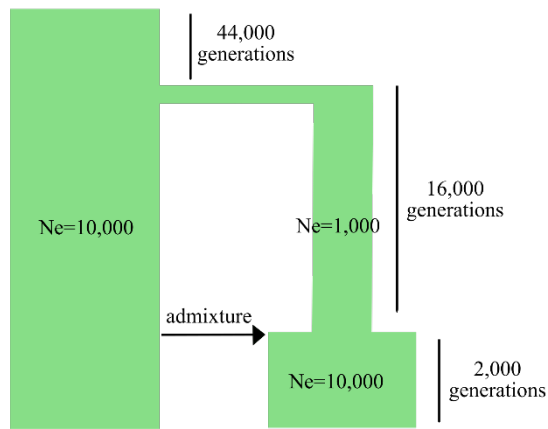 44,000
generations
Ne=10,000
Ne=1,000
16,000
generations
admixture
Ne=10,000
2,000
generations